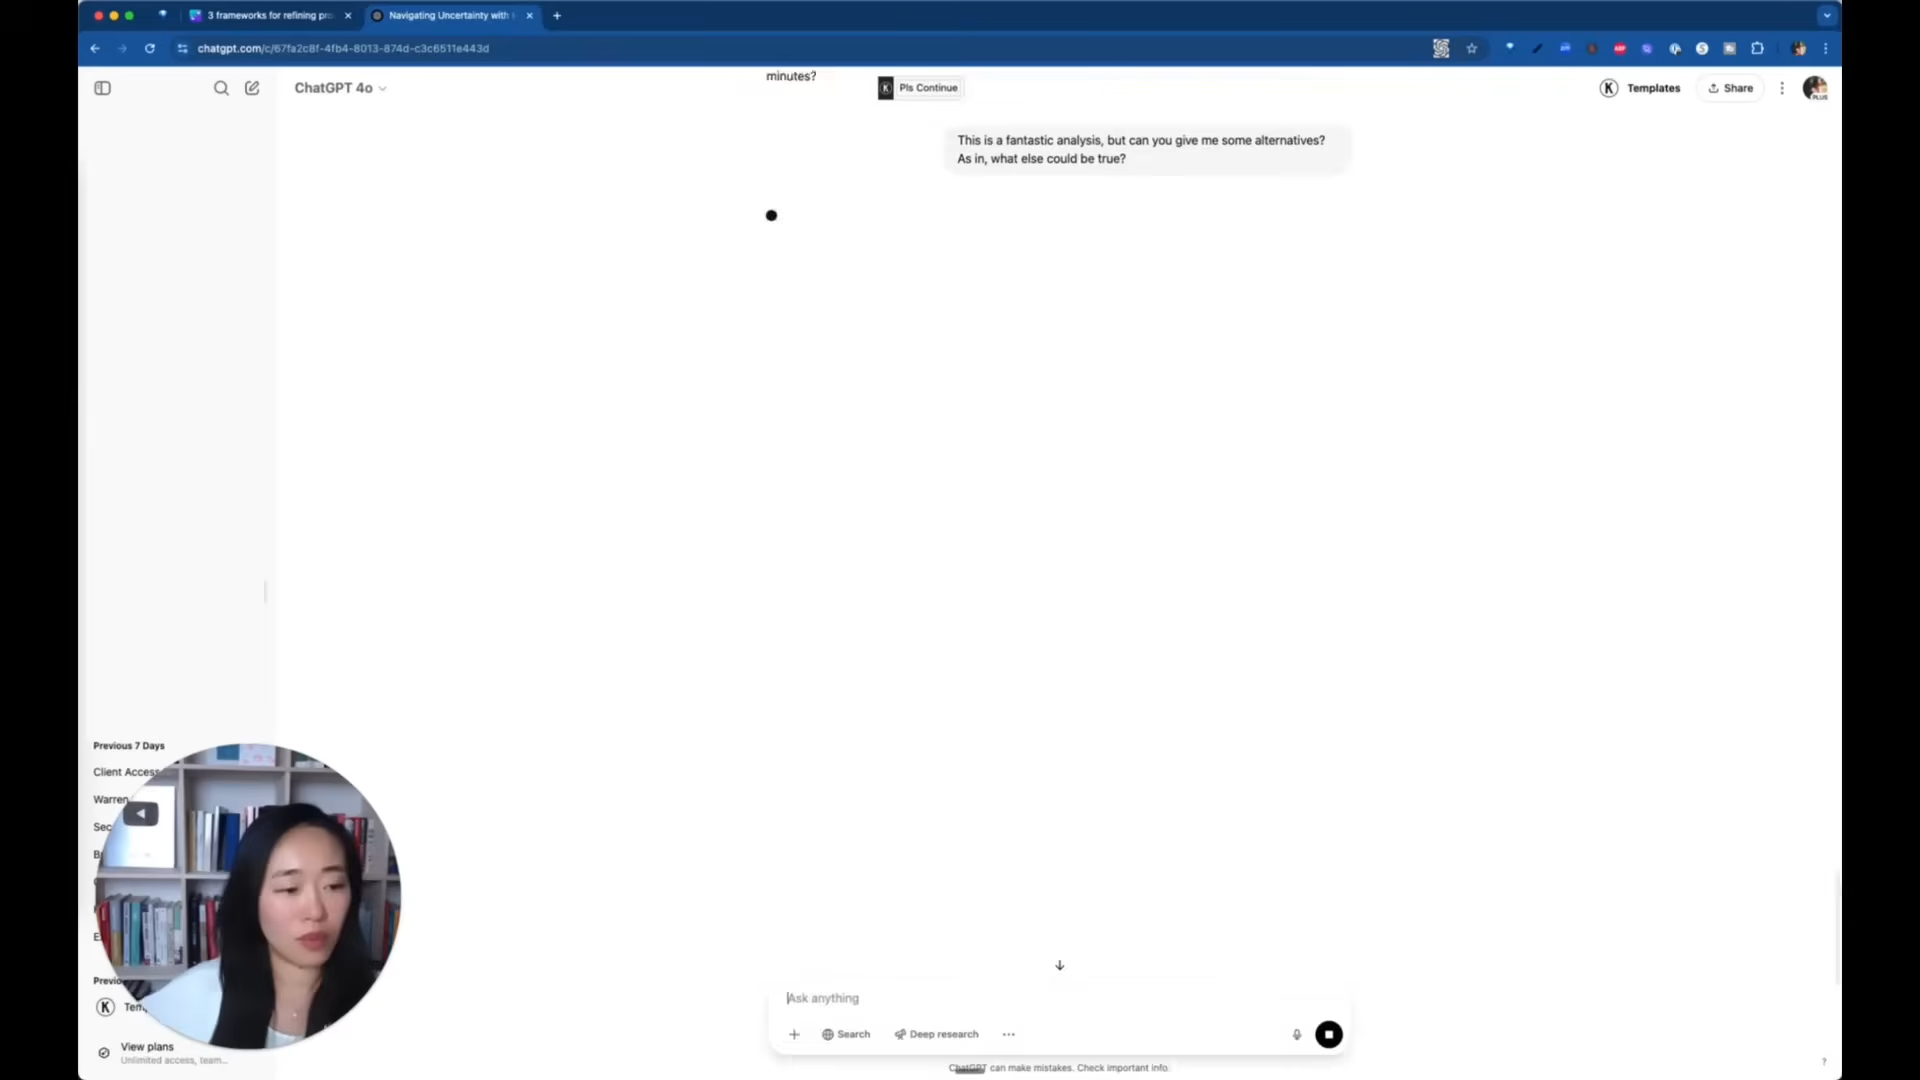 3 frameworks for refining pro
Navigating Uncertainty with
chatgpt.com/c/67fa2c8f-4fb4-8013-874d-c3c6511e443d
ChatGPT 4o
minutes?
Pls Continue
Templates
Share
PLUS
This is a fantastic analysis, but can you give me some alternatives?
As in, what else could be true?
Previous 7 Days
Client Access
Warren
Sec
View plans
Unlimited access, team...
Ask anything
Search
Deep research
ChatGPT can make mistakes. Check important info.